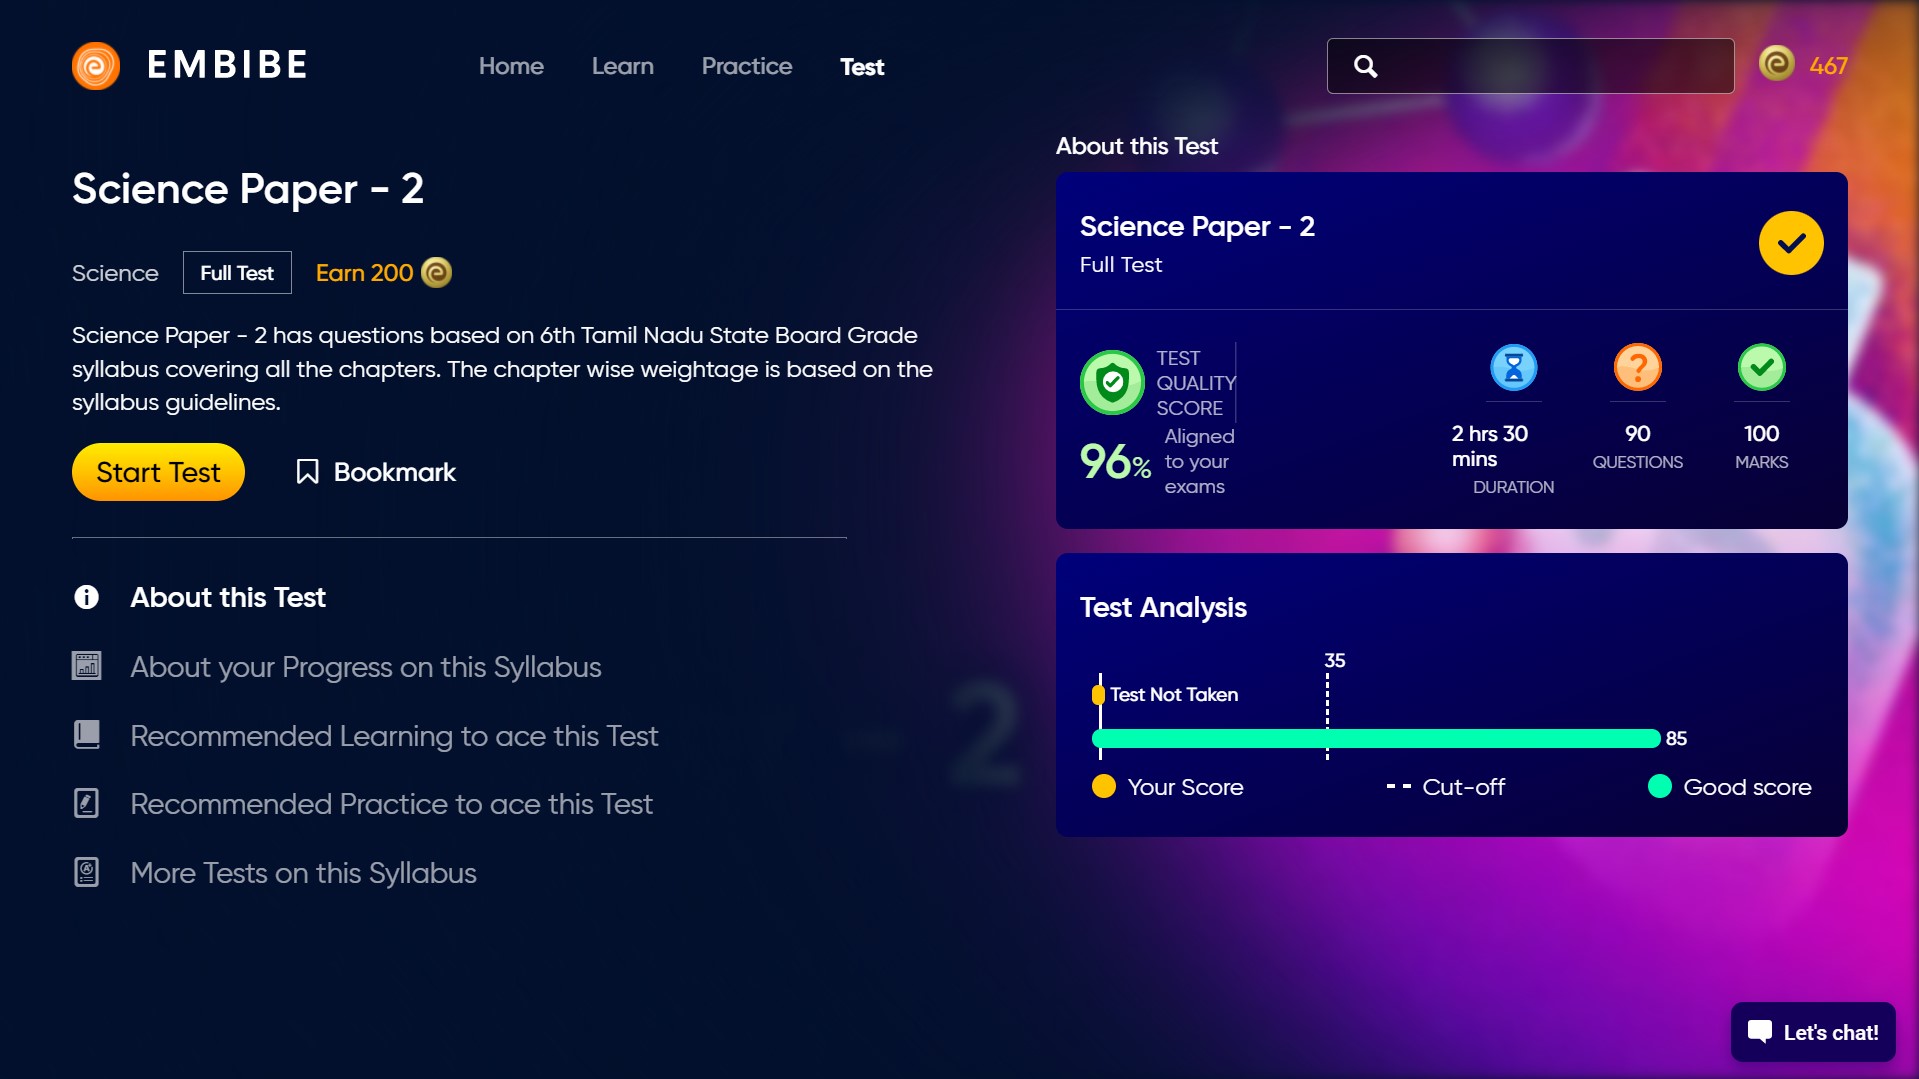 EMBIBE
Home
Learn
Practice
Test
467
Science Paper - 2
Science
Full Test
Earn 200
Science Paper - 2 has questions based on 6th Tamil Nadu State Board Grade
syllabus covering all the chapters. The chapter wise weightage is based on the
syllabus guidelines.
Start Test
Bookmark
About this Test
About your Progress on this Syllabus
Recommended Learning to ace this Test
Recommended Practice to ace this Test
More Tests on this Syllabus
2
About this Test
Science Paper - 2
Full Test
TEST
QUALITY
SCORE
96%
Aligned
to your
exams
2 hrs 30
mins
DURATION
90
QUESTIONS
100
MARKS
Test Analysis
35
Test Not Taken
85
Your Score
Cut-off
Good score
Let's chat!